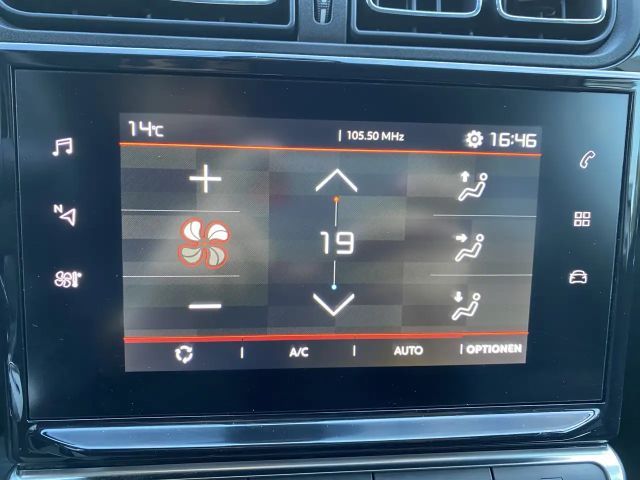 14°C | 105.50 MHz 16:46
N
19
A/C | AUTO | OPTIONEN